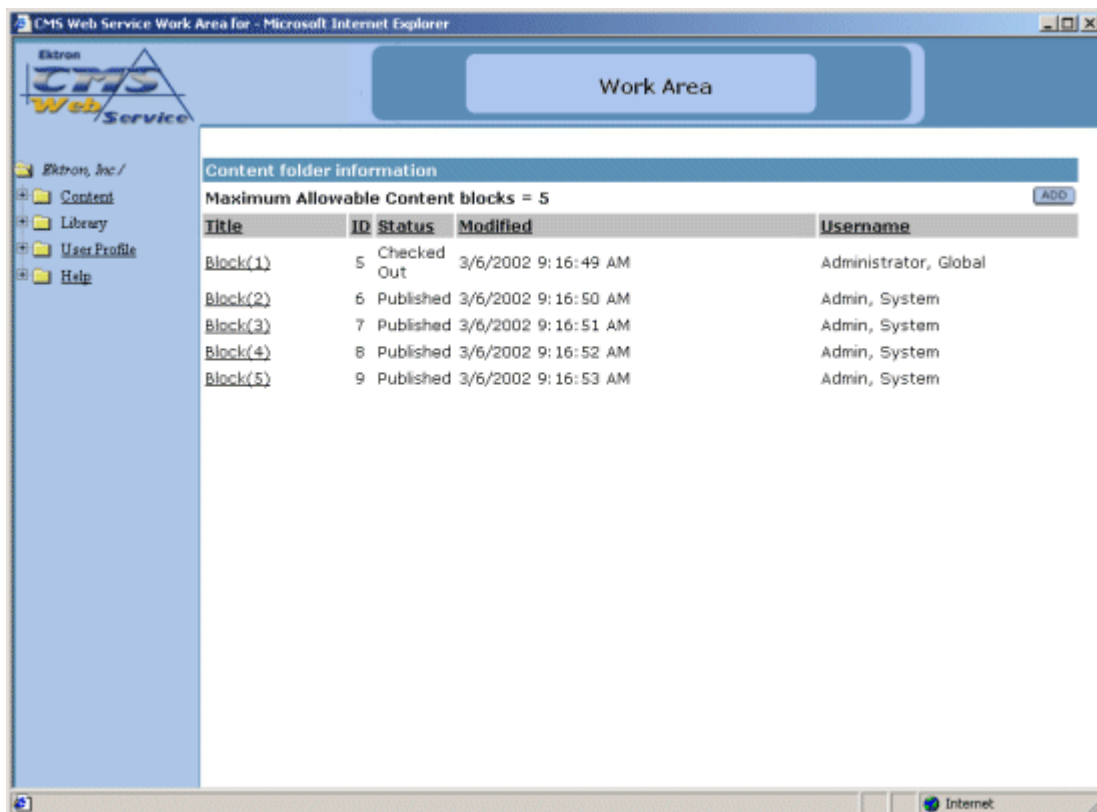 CMS Web Service Work Area for - Microsoft Internet Explorer
Ektron
CMS
Web
Service
Work Area
Ektron, Inc/
Content
Library
User Profile
Help
Content folder information
Maximum Allowable Content blocks = 5
ADD
Title ID Status Modified Username
Block(1) 5 Checked Out 3/6/2002 9:16:49 AM Administrator, Global
Block(2) 6 Published 3/6/2002 9:16:50 AM Admin, System
Block(3) 7 Published 3/6/2002 9:16:51 AM Admin, System
Block(4) 8 Published 3/6/2002 9:16:52 AM Admin, System
Block(5) 9 Published 3/6/2002 9:16:53 AM Admin, System
Internet